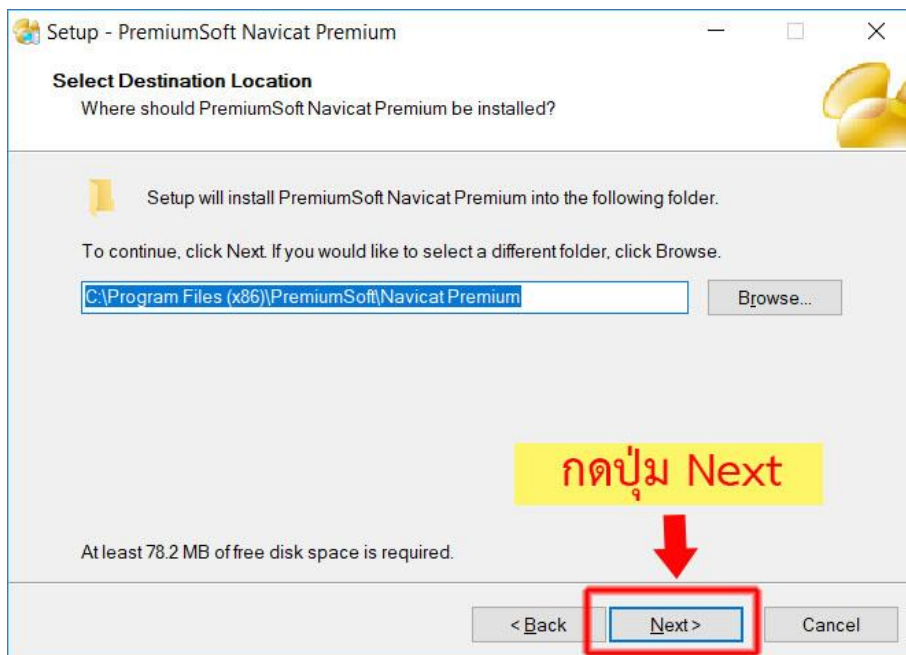 Setup - PremiumSoft Navicat Premium
Select Destination Location
Where should PremiumSoft Navicat Premium be installed?
Setup will install PremiumSoft Navicat Premium into the following folder.
To continue, click Next. If you would like to select a different folder, click Browse.
C:\Program Files (x86)\PremiumSoft\Navicat Premium
Browse...
กดปุ่ม Next
At least 78.2 MB of free disk space is required.
< Back
Next >
Cancel